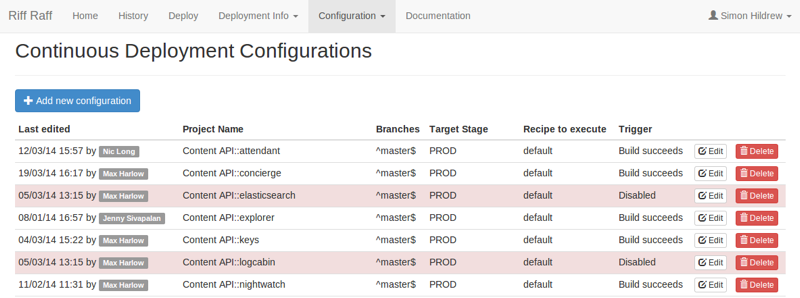 Riff Raff Home History Deploy Deployment Info Configuration Documentation Simon Hildrew
Continuous Deployment Configurations
Add new configuration
Last edited Project Name Branches Target Stage Recipe to execute Trigger
12/03/14 15:57 by Nic Long Content API::attendant ^master$ PROD default Build succeeds Edit Delete
19/03/14 16:17 by Max Harlow Content API::concierge ^master$ PROD default Build succeeds Edit Delete
05/03/14 13:15 by Max Harlow Content API::elasticsearch ^master$ PROD default Disabled Edit Delete
08/01/14 16:57 by Jenny Sivapalan Content API::explorer ^master$ PROD default Build succeeds Edit Delete
04/03/14 15:22 by Max Harlow Content API::keys ^master$ PROD default Build succeeds Edit Delete
05/03/14 13:15 by Max Harlow Content API::logcabin ^master$ PROD default Disabled Edit Delete
11/02/14 11:31 by Max Harlow Content API::nightwatch ^master$ PROD default Build succeeds Edit Delete